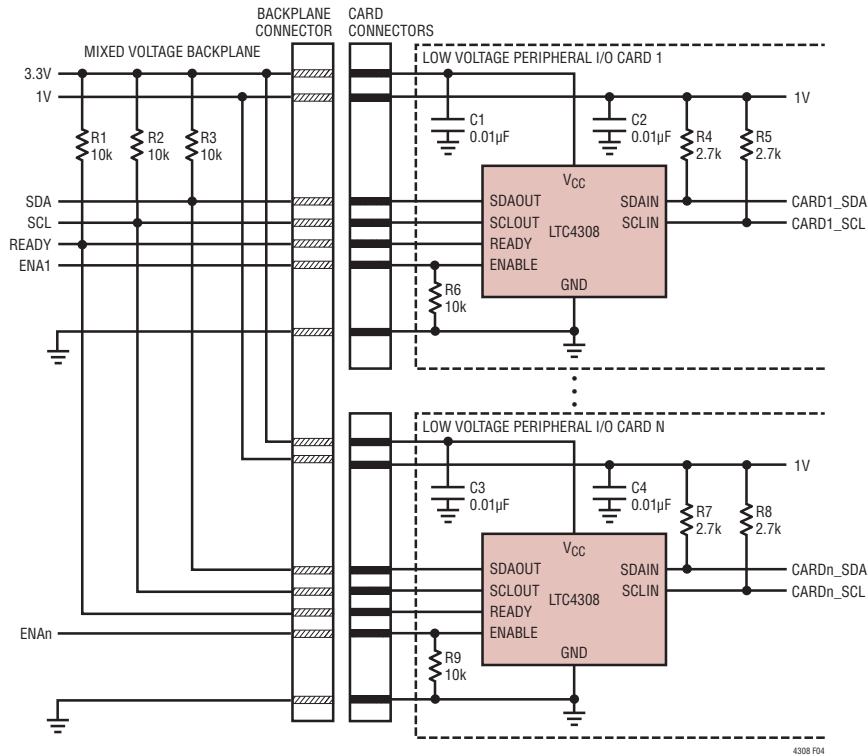 BACKPLANE
CONNECTOR
CARD
CONNECTORS
MIXED VOLTAGE BACKPLANE
3.3V
1V
R1
10k
R2
10k
R3
10k
SDA
SCL
READY
ENA1
LOW VOLTAGE PERIPHERAL I/O CARD 1
C1
0.01µF
C2
0.01µF
R4
2.7k
R5
2.7k
1V
VCC
SDAOUT
SCLOUT
READY
ENABLE
LTC4308
SDAIN
SCLIN
GND
CARD1_SDA
CARD1_SCL
R6
10k
LOW VOLTAGE PERIPHERAL I/O CARD N
1V
C3
0.01µF
C4
0.01µF
R7
2.7k
R8
2.7k
VCC
SDAOUT
SCLOUT
READY
ENABLE
LTC4308
SDAIN
SCLIN
GND
CARDn_SDA
CARDn_SCL
ENAn
R9
10k
4308 F04